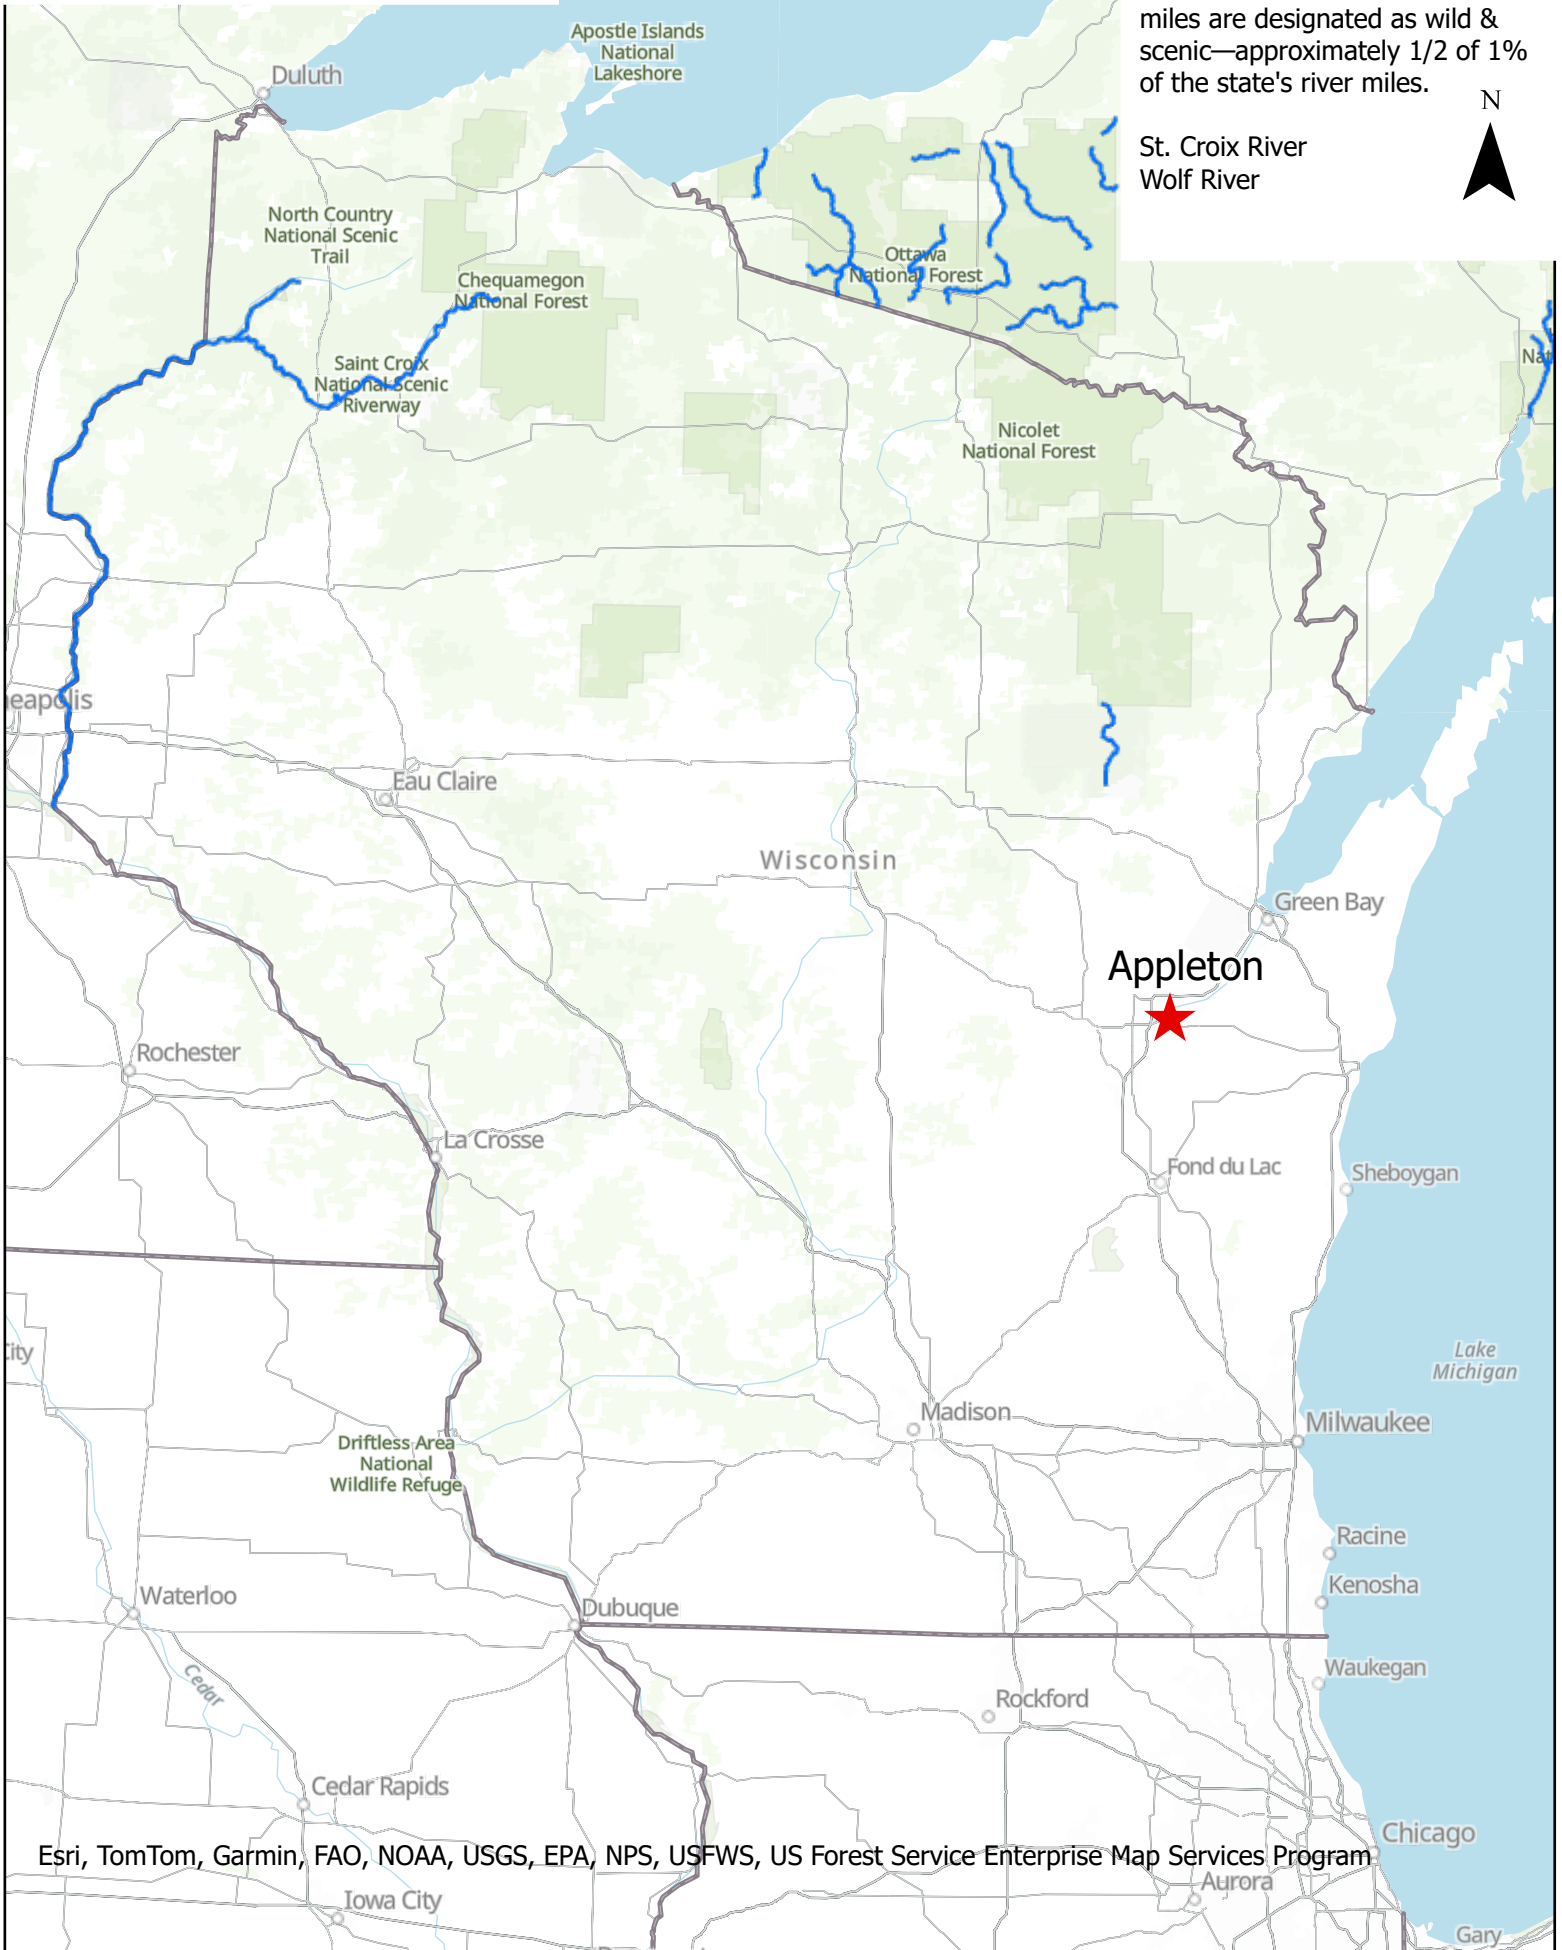 miles are designated as wild &
scenic—approximately 1/2 of 1%
of the state's river miles.
N
St. Croix River
Wolf River
Apostle Islands
National
Lakeshore
Duluth
North Country
National Scenic
Trail
Chequamegon
National Forest
Ottawa
National Forest
Saint Croix
National Scenic
Riverway
Nat
Nicolet
National Forest
neapolis
Eau Claire
Wisconsin
Green Bay
Appleton
Rochester
La Crosse
Fond du Lac
Sheboygan
City
Lake
Michigan
Madison
Milwaukee
Driftless Area
National
Wildlife Refuge
Racine
Kenosha
Waterloo
Dubuque
Cedar
Waukegan
Rockford
Cedar Rapids
Chicago
Esri, TomTom, Garmin, FAO, NOAA, USGS, EPA, NPS, USFWS, US Forest Service Enterprise Map Services Program
Aurora
Iowa City
Gary